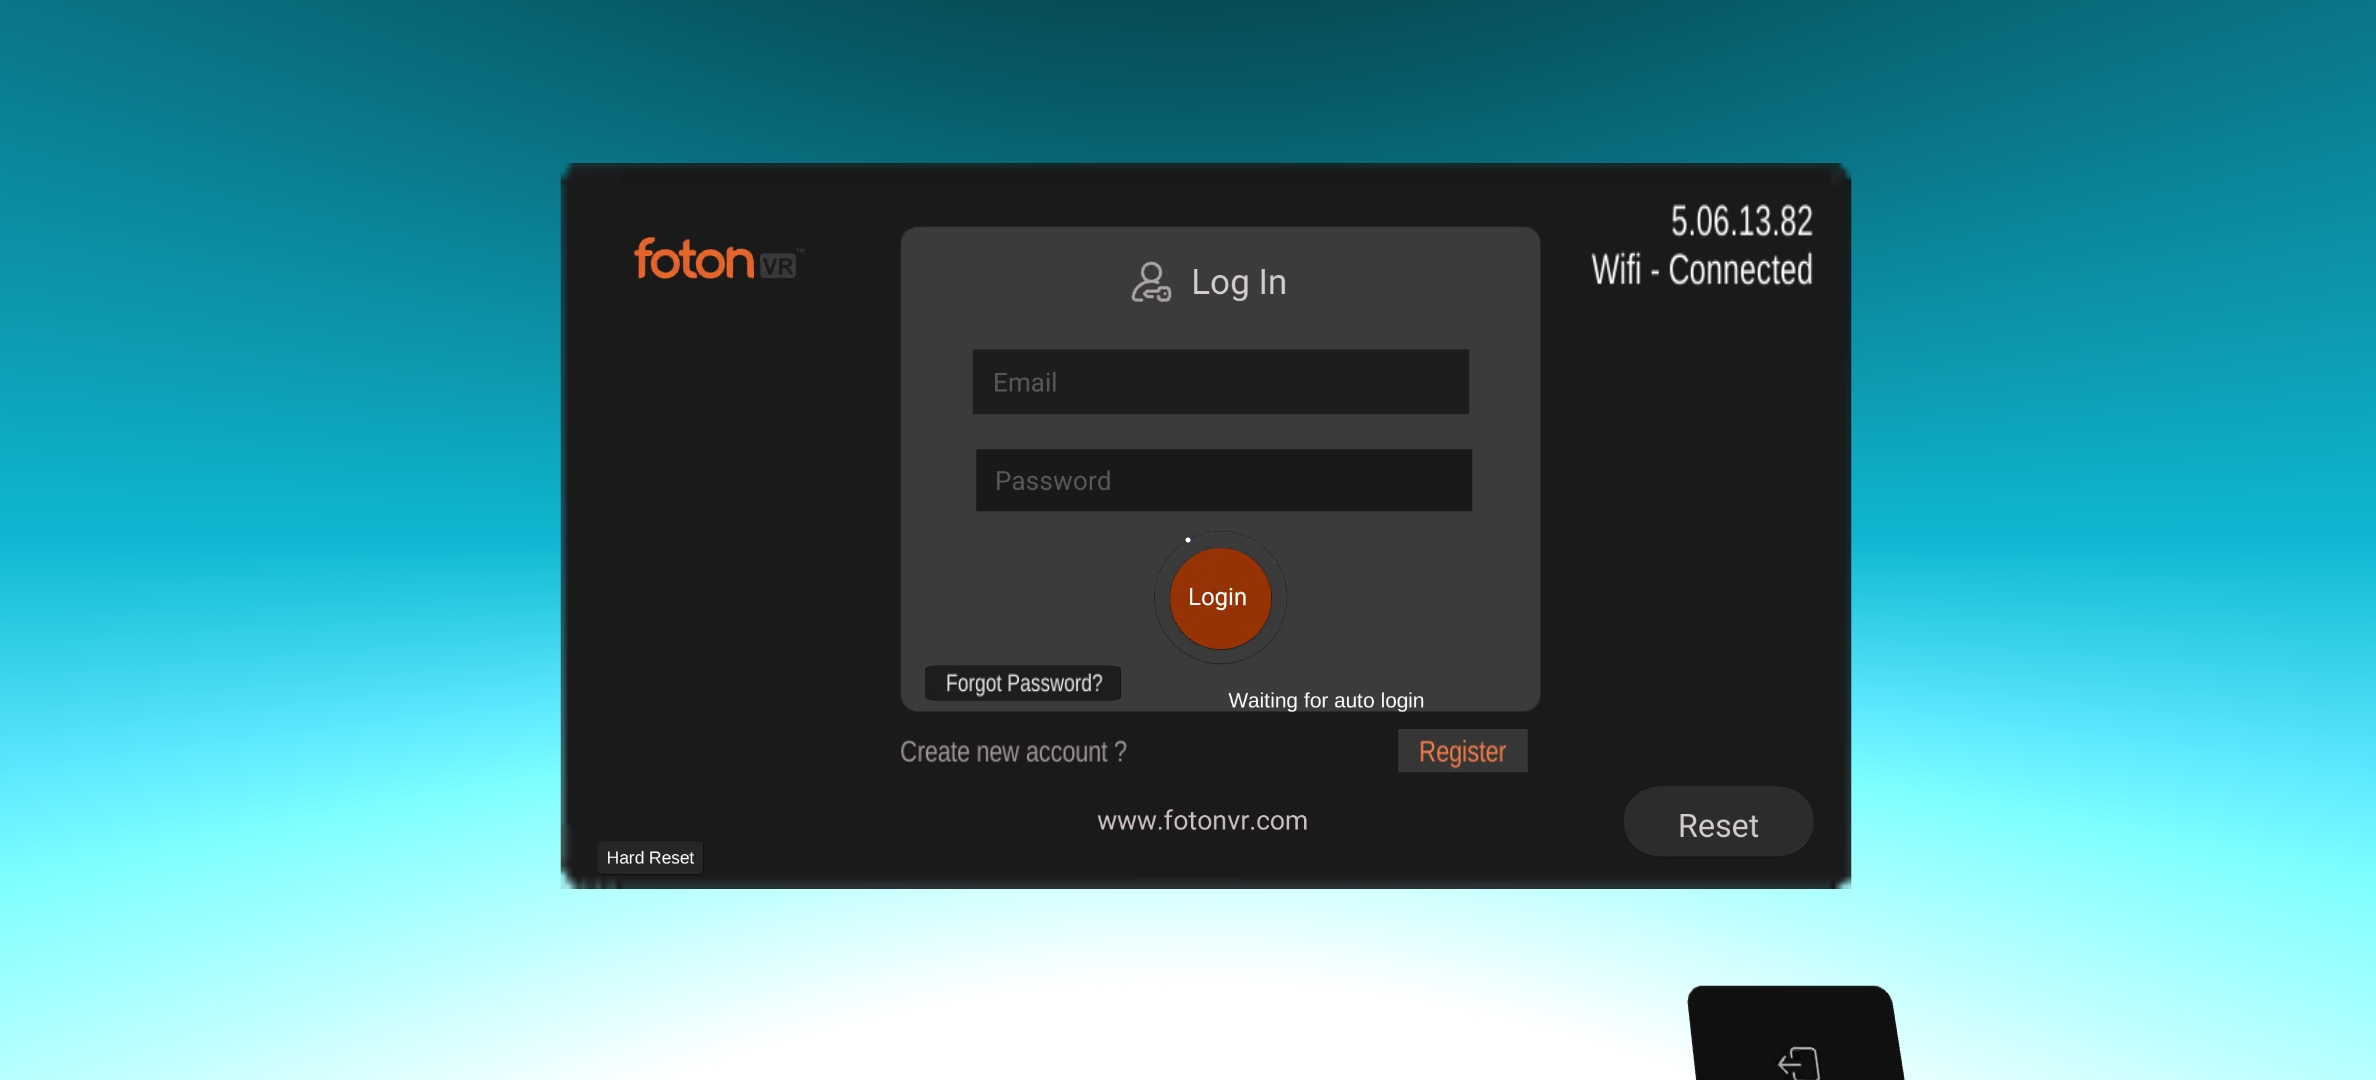 foton VR™
5.06.13.82
Wifi - Connected
Log In
Email
Password
Login
Forgot Password?
Waiting for auto login
Create new account ?
Register
www.fotonvr.com
Reset
Hard Reset